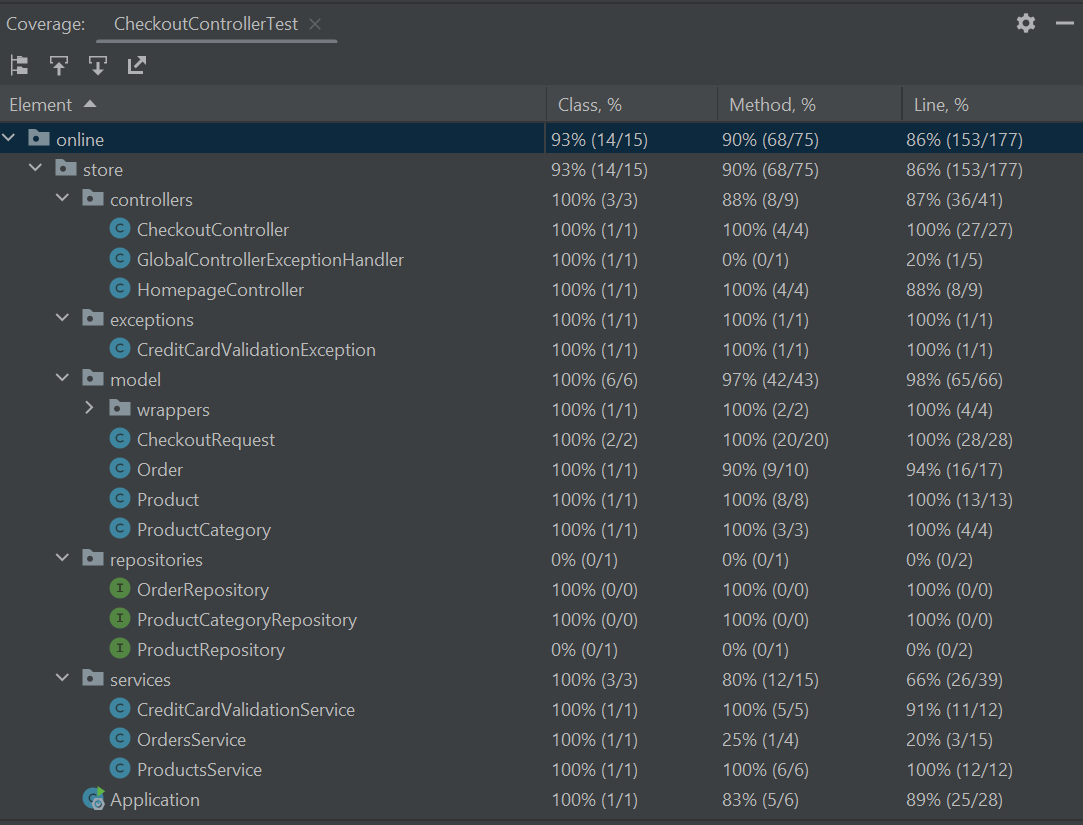 Coverage: CheckoutControllerTest
Element Class, % Method, % Line, %
online 93% (14/15) 90% (68/75) 86% (153/177)
store 93% (14/15) 90% (68/75) 86% (153/177)
controllers 100% (3/3) 88% (8/9) 87% (36/41)
CheckoutController 100% (1/1) 100% (4/4) 100% (27/27)
GlobalControllerExceptionHandler 100% (1/1) 0% (0/1) 20% (1/5)
HomepageController 100% (1/1) 100% (4/4) 88% (8/9)
exceptions 100% (1/1) 100% (1/1) 100% (1/1)
CreditCardValidationException 100% (1/1) 100% (1/1) 100% (1/1)
model 100% (6/6) 97% (42/43) 98% (65/66)
wrappers 100% (1/1) 100% (2/2) 100% (4/4)
CheckoutRequest 100% (2/2) 100% (20/20) 100% (28/28)
Order 100% (1/1) 90% (9/10) 94% (16/17)
Product 100% (1/1) 100% (8/8) 100% (13/13)
ProductCategory 100% (1/1) 100% (3/3) 100% (4/4)
repositories 0% (0/1) 0% (0/1) 0% (0/2)
OrderRepository 100% (0/0) 100% (0/0) 100% (0/0)
ProductCategoryRepository 100% (0/0) 100% (0/0) 100% (0/0)
ProductRepository 0% (0/1) 0% (0/1) 0% (0/2)
services 100% (3/3) 80% (12/15) 66% (26/39)
CreditCardValidationService 100% (1/1) 100% (5/5) 91% (11/12)
OrdersService 100% (1/1) 25% (1/4) 20% (3/15)
ProductsService 100% (1/1) 100% (6/6) 100% (12/12)
Application 100% (1/1) 83% (5/6) 89% (25/28)